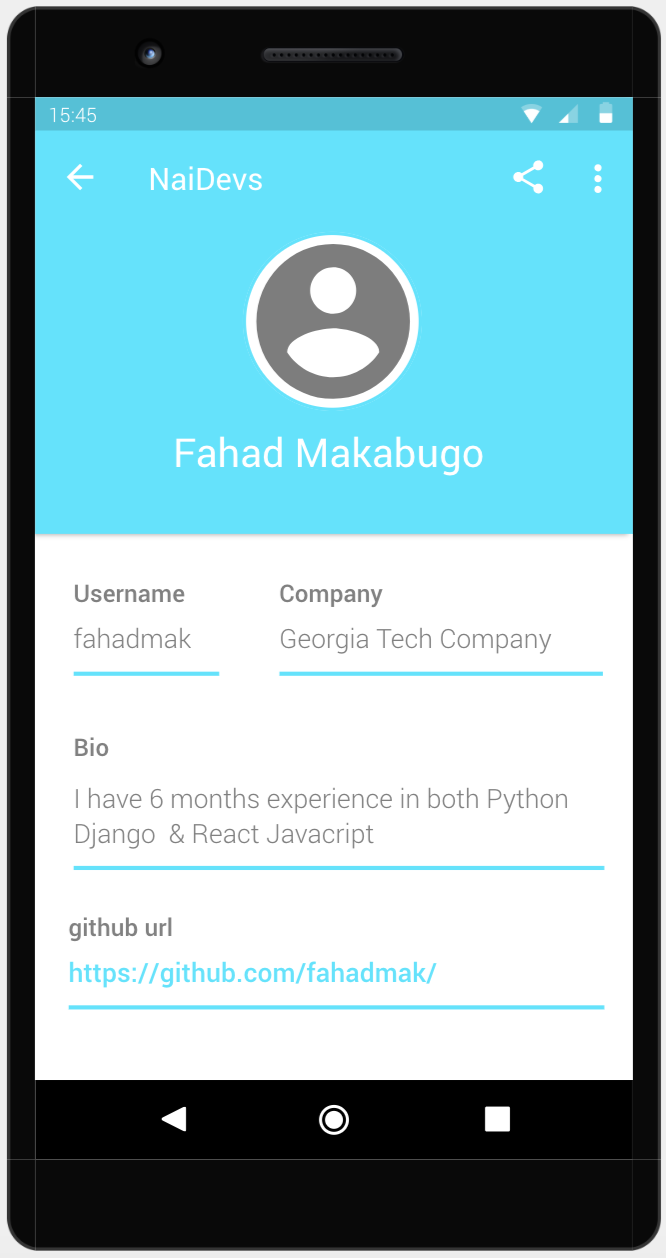 15:45
NaiDevs
Fahad Makabugo
Username
Company
fahadmak
Georgia Tech Company
Bio
I have 6 months experience in both Python
Django & React Javacript
github url
https://github.com/fahadmak/